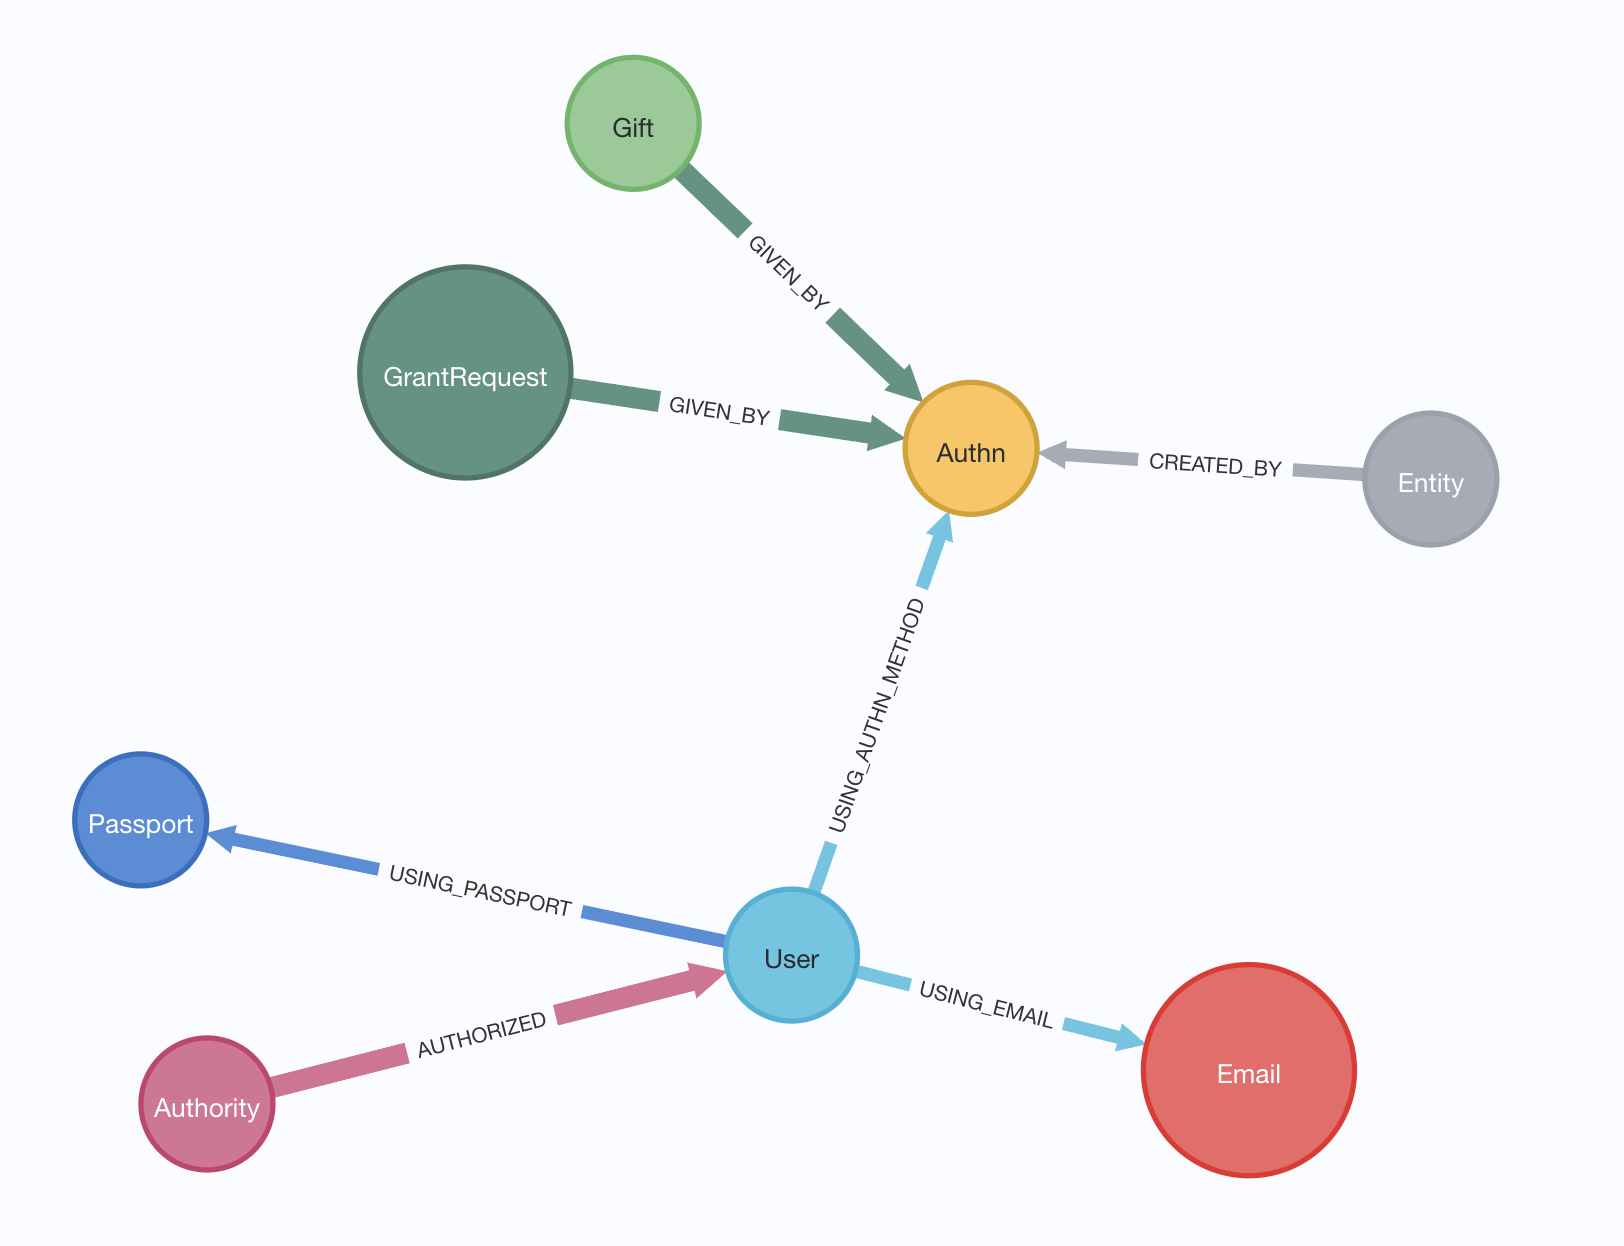 Gift
GIVEN_BY
GrantRequest
GIVEN_BY
Authn
CREATED_BY
Entity
USING_AUTHN_METHOD
Passport
USING_PASSPORT
User
USING_EMAIL
AUTHORIZED
Email
Authority